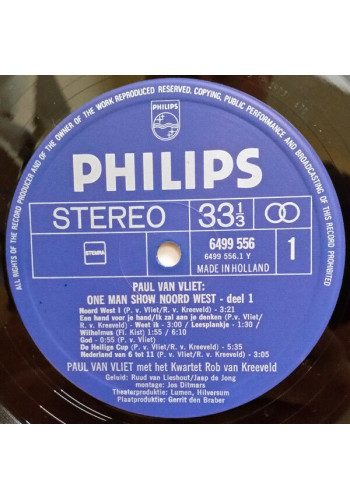 ALL RIGHTS OF THE RECORD PRODUCER AND OF THE OWNER OF THE WORK REPRODUCED RESERVED. COPYING, PUBLIC PERFORMANCE AND BROADCASTING OF THIS RECORD PROHIBITED
PHILIPS
PHILIPS
STEREO 33 1/3
STEMRA
6499 556
6499 556.1 Y
MADE IN HOLLAND
1
PAUL VAN VLIET:
ONE MAN SHOW NOORD WEST - deel 1
Noord West I (P. v. Vliet/R. v. Kreeveld) - 3:21
Een hand voor je hand/Ik zal aan je denken (P. v. Vliet/
R. v. Kreeveld) - West ik - 3:00 / Leesplankje - 1:30 /
Wilhelmus (Fl. Kist) 1:55 / 6:10
God - 0:55 (P. v. Vliet)
De Heilige Cup (P. v. Vliet/R. v. Kreeveld) - 5:35
Nederland van 6 tot 11 (P. v. Vliet/R. v. Kreeveld) - 3:05
PAUL VAN VLIET met het Kwartet Rob van Kreeveld
Geluid: Ruud van Lieshout/Jaap de Jong
montage: Jos Ditmers
Theaterproduktie: Lumen, Hilversum
Plaatproduktie: Gerrit den Braber